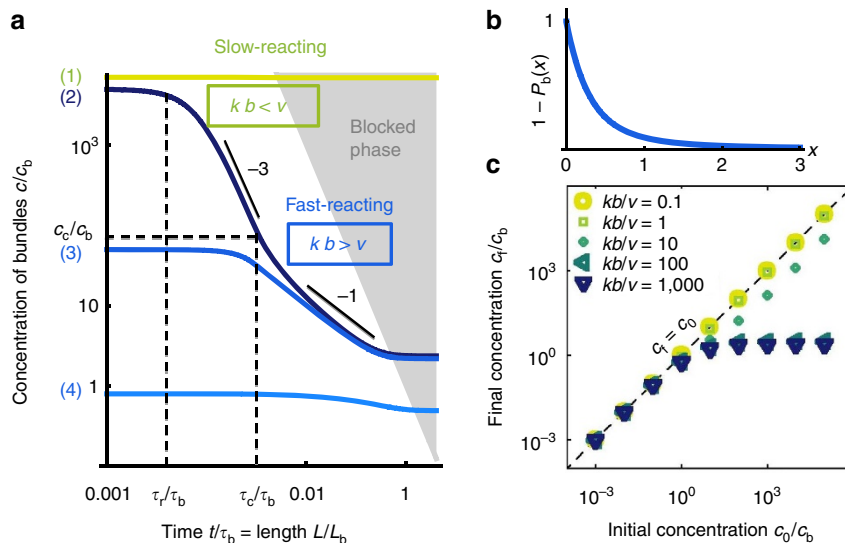 a
Slow-reacting
(1)
(2)
k b < v
Blocked
phase
10³
−3
Fast-reacting
c_c/c_b
k b > v
(3)
10
−1
1
(4)
Concentration of bundles c/c_b
0.001
τ_r/τ_b
τ_c/τ_b
0.01
1
Time t/τ_b = length L/L_b
b
1
1 − P_b(x)
0
1
2
3
x
c
kb/v = 0.1
kb/v = 1
kb/v = 10
kb/v = 100
kb/v = 1,000
10³
10⁰
10⁻³
c_f = c_0
Final concentration c_f/c_b
10⁻³
10⁰
10³
Initial concentration c_0/c_b